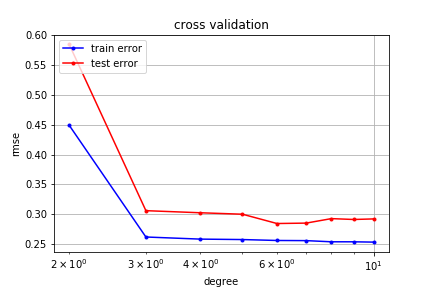 cross validation
train error
test error
rmse
0.60
0.55
0.50
0.45
0.40
0.35
0.30
0.25
2 × 10⁰ 3 × 10⁰ 4 × 10⁰ 6 × 10⁰ 10¹
degree